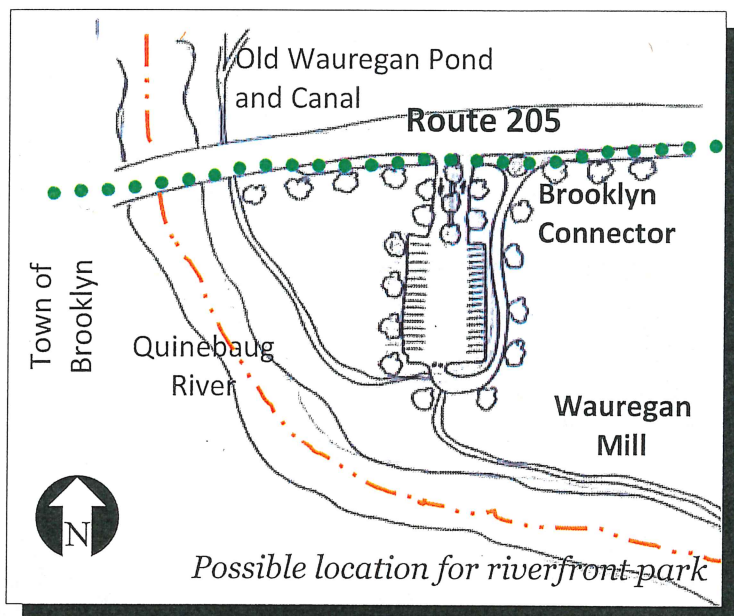 Old Wauregan Pond
and Canal
Route 205
Brooklyn
Connector
Town of
Brooklyn
Quinebaug
River
Wauregan
Mill
N
Possible location for riverfront park